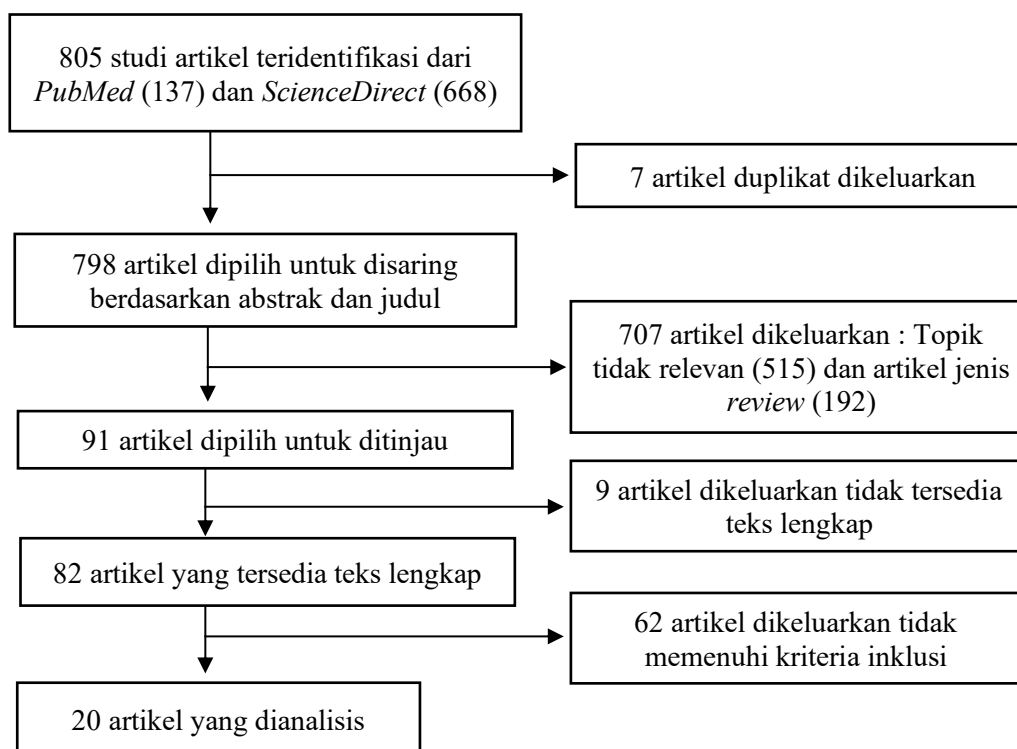 805 studi artikel teridentifikasi dari
PubMed (137) dan ScienceDirect (668)
7 artikel duplikat dikeluarkan
798 artikel dipilih untuk disaring
berdasarkan abstrak dan judul
707 artikel dikeluarkan : Topik
tidak relevan (515) dan artikel jenis
review (192)
91 artikel dipilih untuk ditinjau
9 artikel dikeluarkan tidak tersedia
teks lengkap
82 artikel yang tersedia teks lengkap
62 artikel dikeluarkan tidak
memenuhi kriteria inklusi
20 artikel yang dianalisis